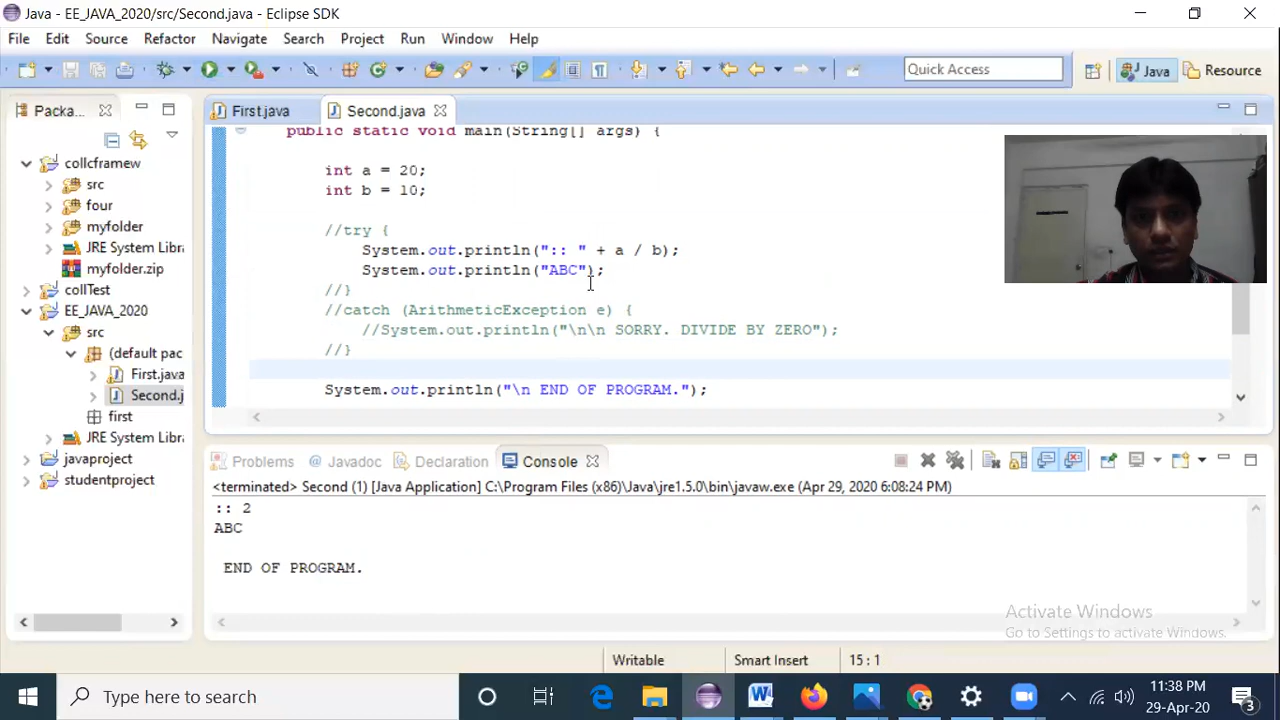 Java - EE_JAVA_2020/src/Second.java - Eclipse SDK
File Edit Source Refactor Navigate Search Project Run Window Help
Quick Access
Java
Resource
Packa...
First.java
Second.java
collcframew
src
four
myfolder
JRE System Libra
myfolder.zip
collTest
EE_JAVA_2020
src
(default pac
First.java
Second.j
first
JRE System Libra
javaproject
studentproject
public static void main(String[] args) {
int a = 20;
int b = 10;
//try {
System.out.println(":: " + a / b);
System.out.println("ABC");
//}
//catch (ArithmeticException e) {
//System.out.println("\n\n SORRY. DIVIDE BY ZERO");
//}
System.out.println("\n END OF PROGRAM.");
Problems @ Javadoc Declaration Console
<terminated> Second (1) [Java Application] C:\Program Files (x86)\Java\jre1.5.0\bin\javaw.exe (Apr 29, 2020 6:08:24 PM)
:: 2
ABC
END OF PROGRAM.
Activate Windows
Go to Settings to activate Windows.
Writable
Smart Insert
15 : 1
Type here to search
11:38 PM
29-Apr-20
3